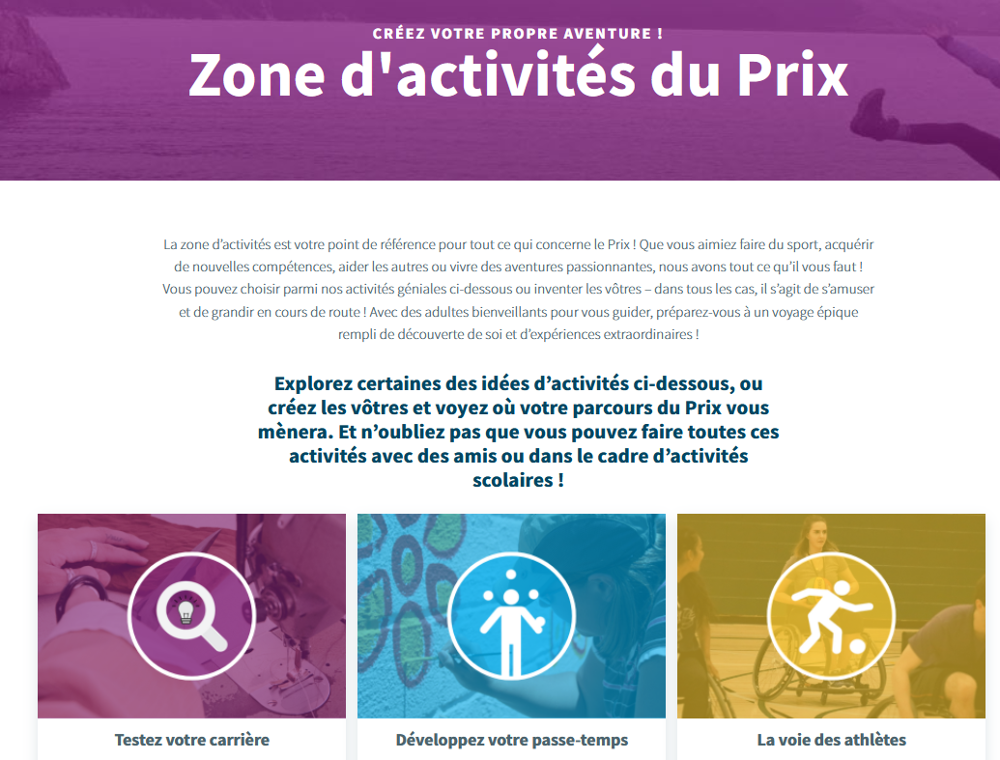 CRÉEZ VOTRE PROPRE AVENTURE !
Zone d'activités du Prix
La zone d’activités est votre point de référence pour tout ce qui concerne le Prix ! Que vous aimiez faire du sport, acquérir
de nouvelles compétences, aider les autres ou vivre des aventures passionnantes, nous avons tout ce qu’il vous faut !
Vous pouvez choisir parmi nos activités géniales ci-dessous ou inventer les vôtres – dans tous les cas, il s’agit de s’amuser
et de grandir en cours de route ! Avec des adultes bienveillants pour vous guider, préparez-vous à un voyage épique
rempli de découverte de soi et d’expériences extraordinaires !
Explorez certaines des idées d’activités ci-dessous, ou
créez les vôtres et voyez où votre parcours du Prix vous
mènera. Et n’oubliez pas que vous pouvez faire toutes ces
activités avec des amis ou dans le cadre d’activités
scolaires !
Testez votre carrière
Développez votre passe-temps
La voie des athlètes